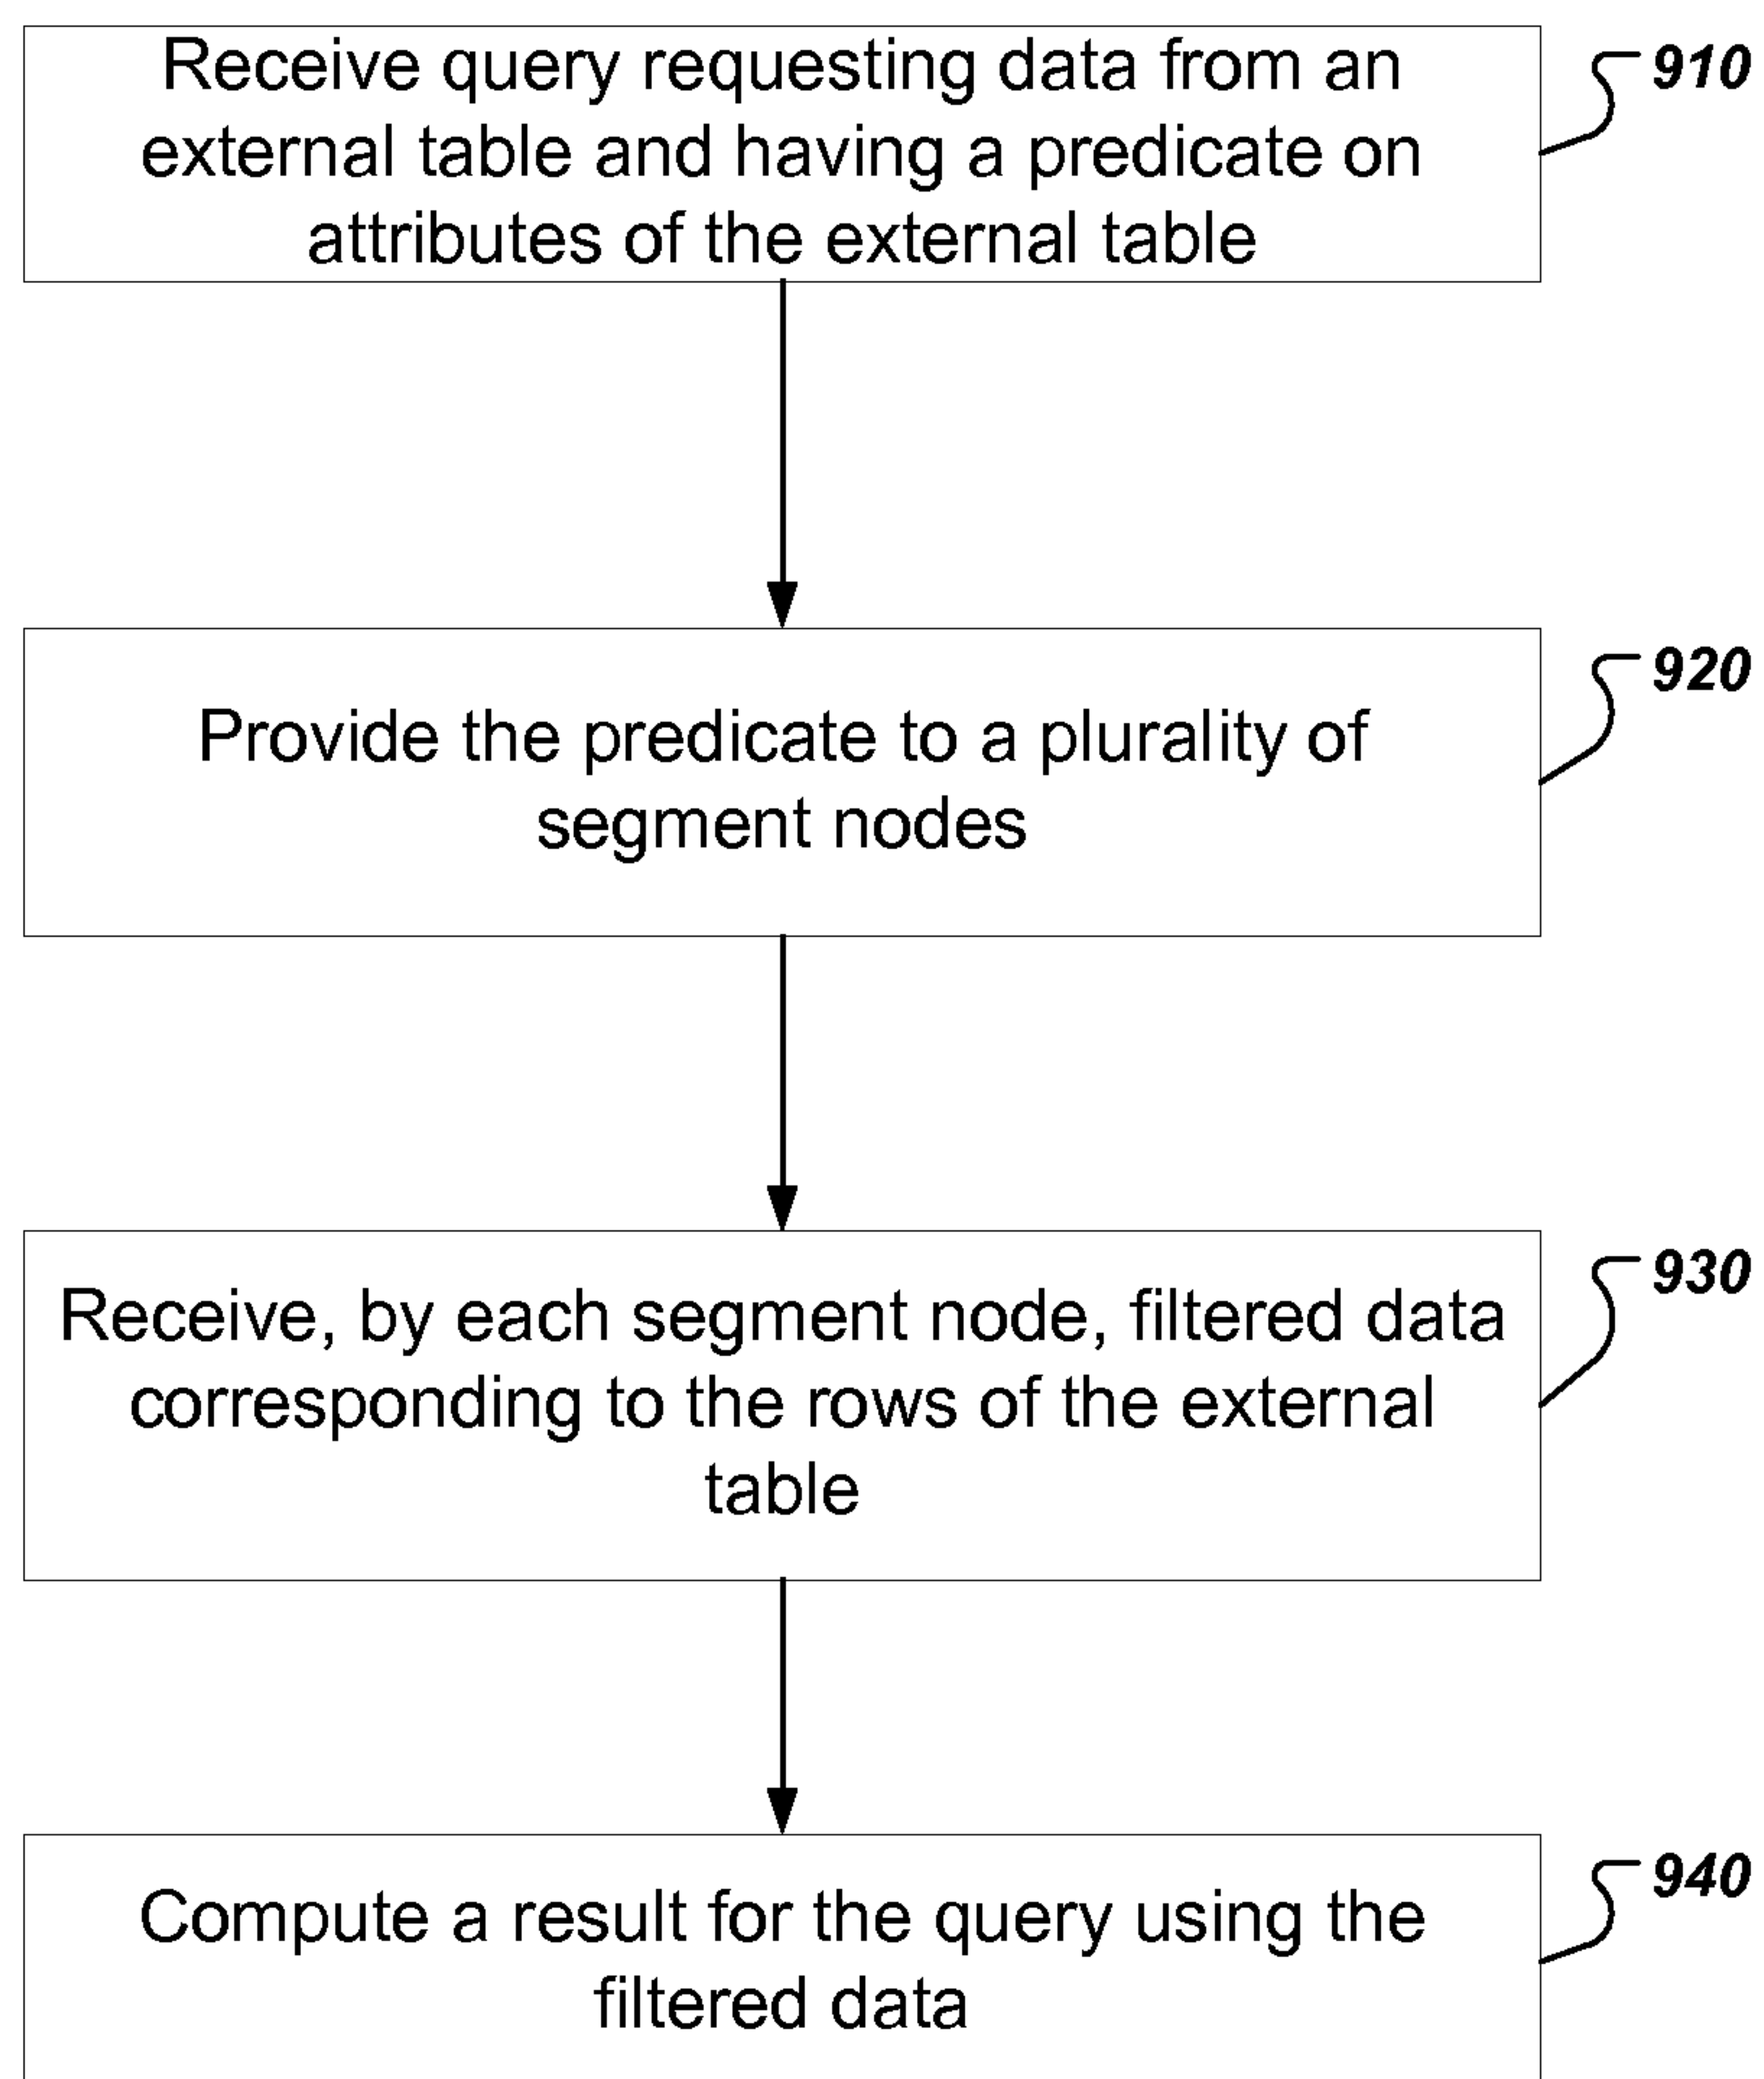 Receive query requesting data from an
external table and having a predicate on
attributes of the external table
910
Provide the predicate to a plurality of
segment nodes
920
Receive, by each segment node, filtered data
corresponding to the rows of the external
table
930
Compute a result for the query using the
filtered data
940